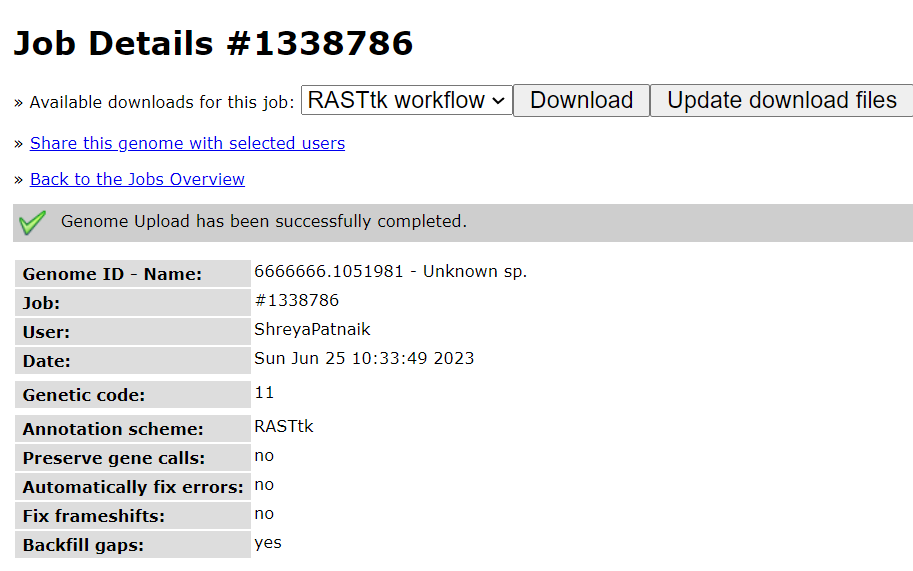 Job Details #1338786
» Available downloads for this job: RASTtk workflow Download Update download files
» Share this genome with selected users
» Back to the Jobs Overview
Genome Upload has been successfully completed.
Genome ID - Name: 6666666.1051981 - Unknown sp.
Job: #1338786
User: ShreyaPatnaik
Date: Sun Jun 25 10:33:49 2023
Genetic code: 11
Annotation scheme: RASTtk
Preserve gene calls: no
Automatically fix errors: no
Fix frameshifts: no
Backfill gaps: yes